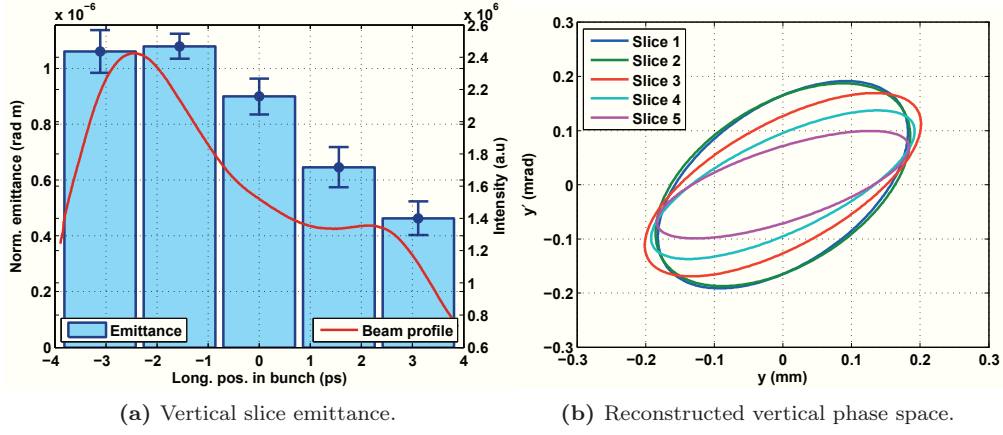 x 10⁻⁶
x 10⁶
Norm. emittance (rad m)
1
0.8
0.6
0.4
0.2
0
2.6
2.4
2.2
2
1.8
1.6
1.4
1.2
1
0.8
0.6
Intensity (a.u)
Emittance
Beam profile
−4 −3 −2 −1 0 1 2 3 4
Long. pos. in bunch (ps)
(a) Vertical slice emittance.
y′ (mrad)
0.3
0.2
0.1
0
−0.1
−0.2
−0.3
Slice 1
Slice 2
Slice 3
Slice 4
Slice 5
−0.3 −0.2 −0.1 0 0.1 0.2 0.3
y (mm)
(b) Reconstructed vertical phase space.